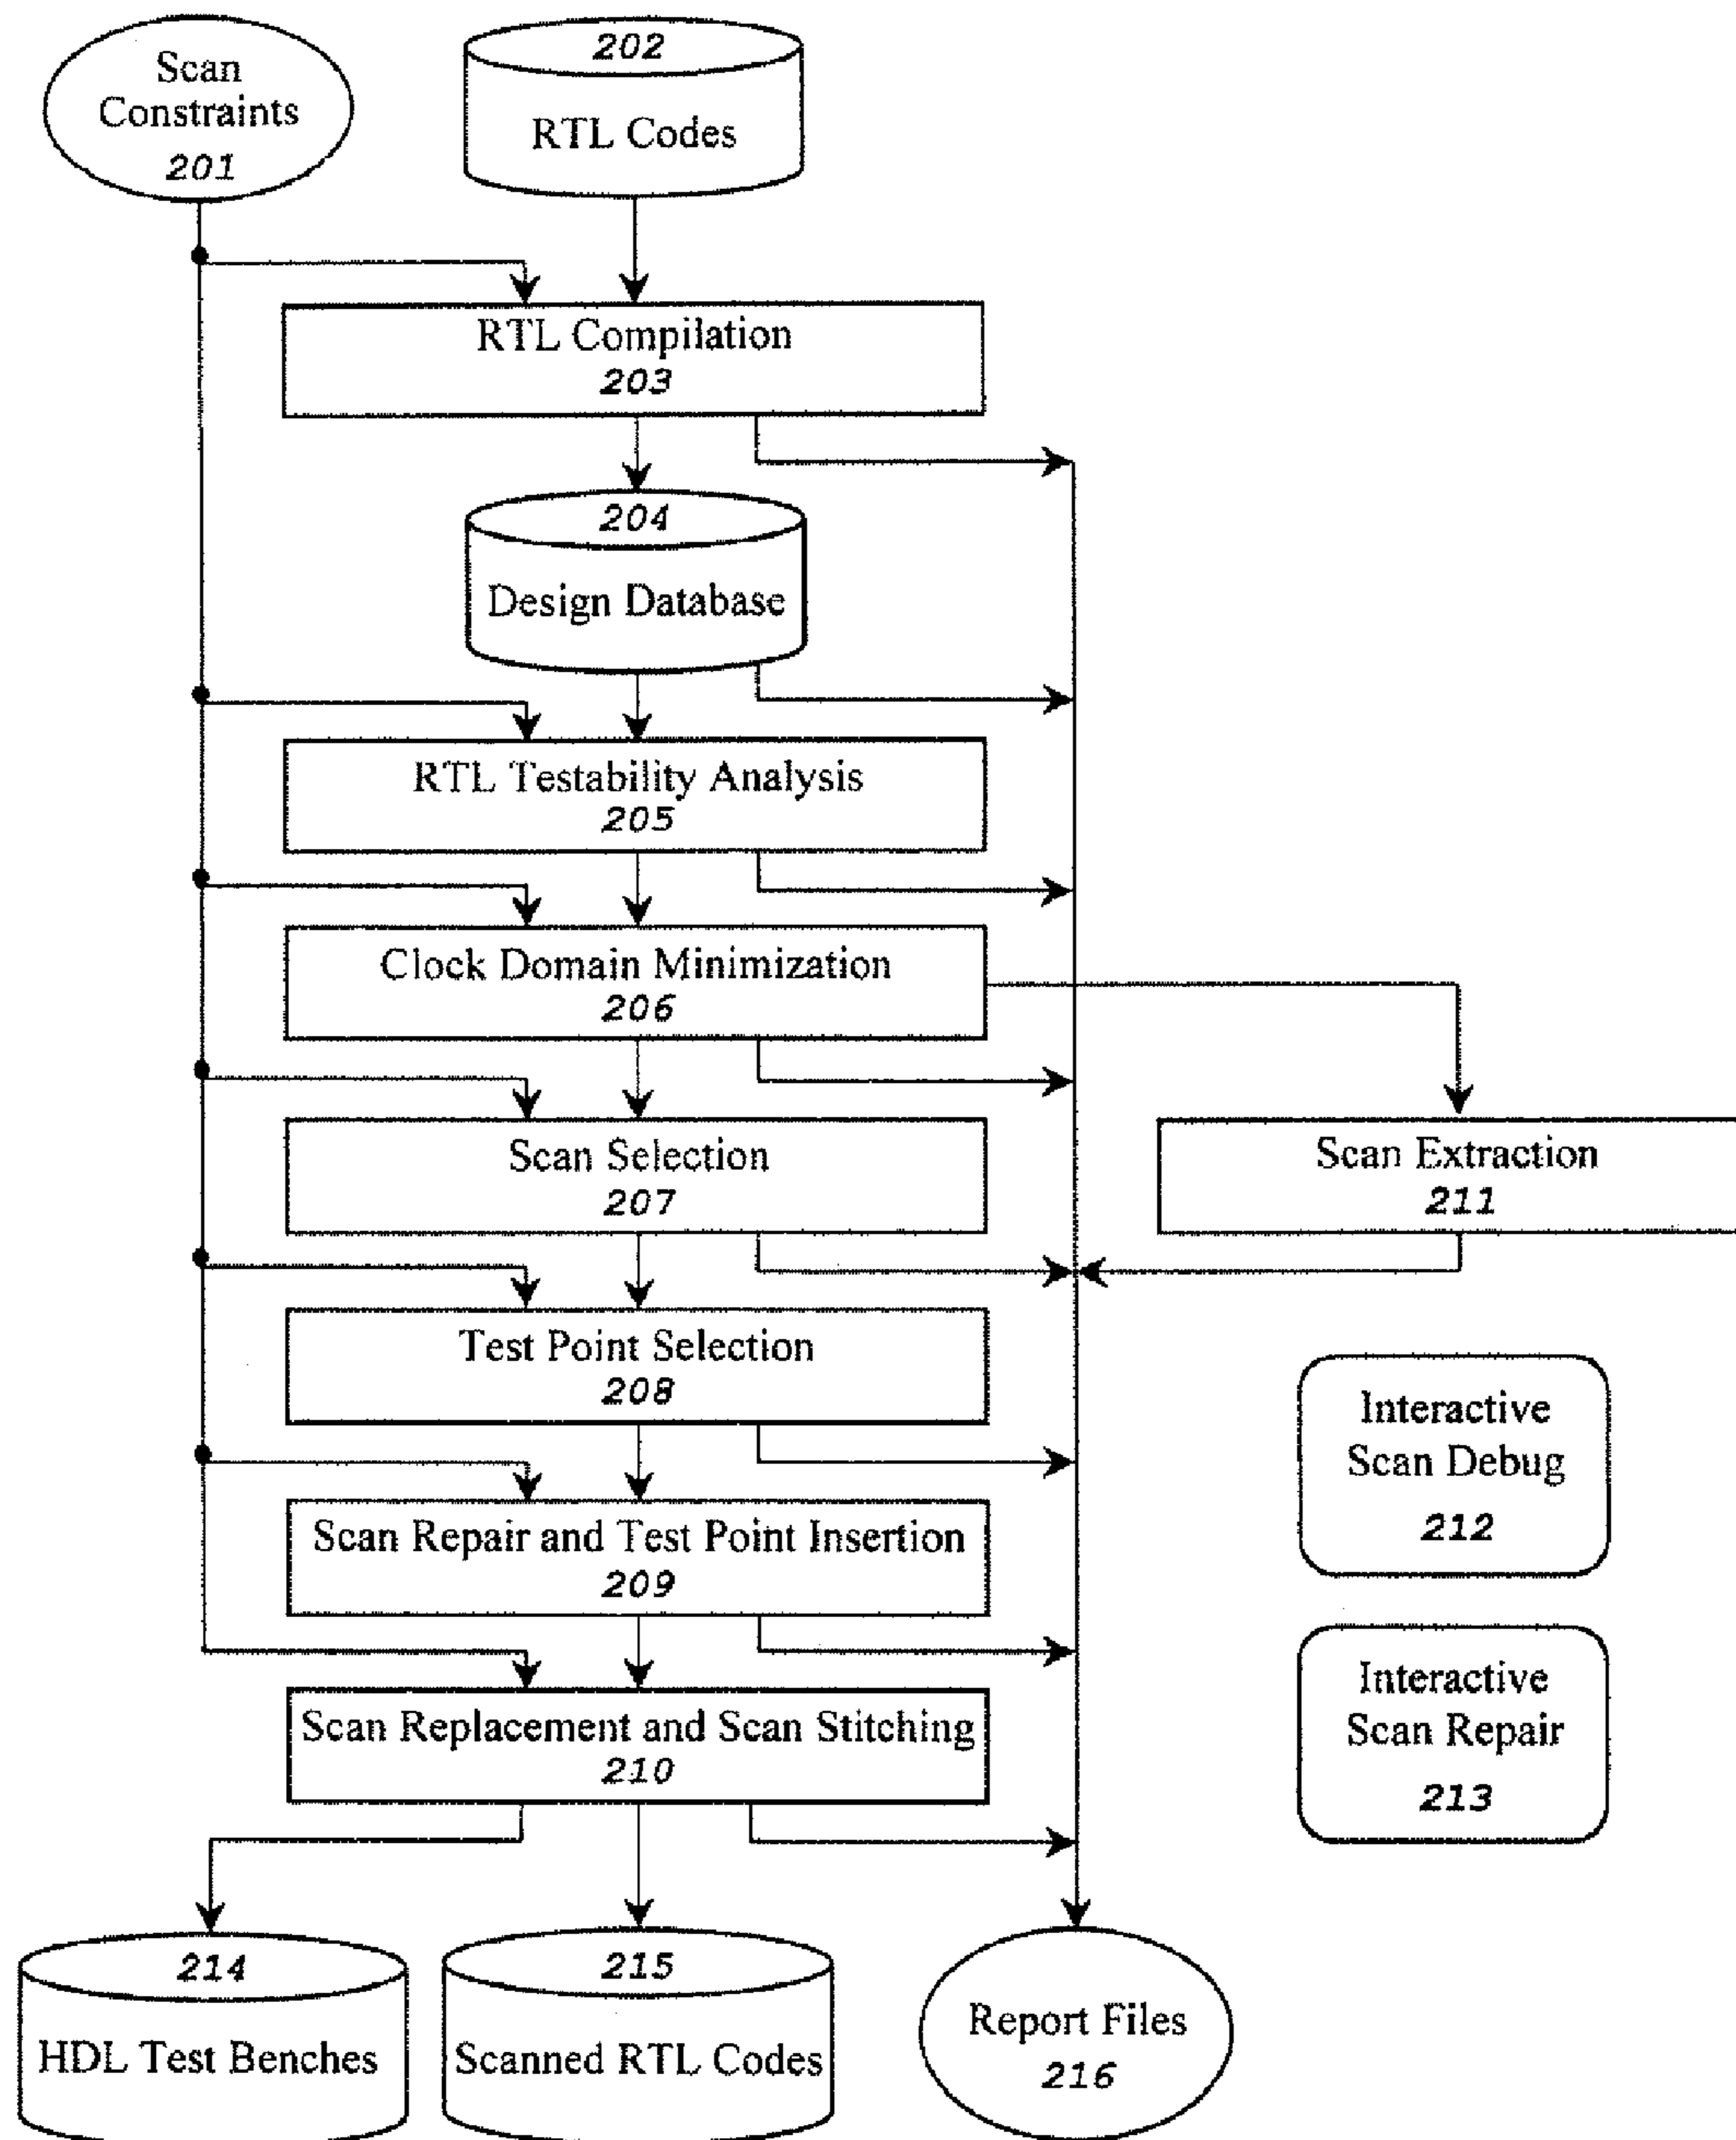 Scan
Constraints
201
202
RTL Codes
RTL Compilation
203
204
Design Database
RTL Testability Analysis
205
Clock Domain Minimization
206
Scan Selection
207
Scan Extraction
211
Test Point Selection
208
Interactive
Scan Debug
212
Scan Repair and Test Point Insertion
209
Interactive
Scan Repair
213
Scan Replacement and Scan Stitching
210
214
HDL Test Benches
215
Scanned RTL Codes
Report Files
216